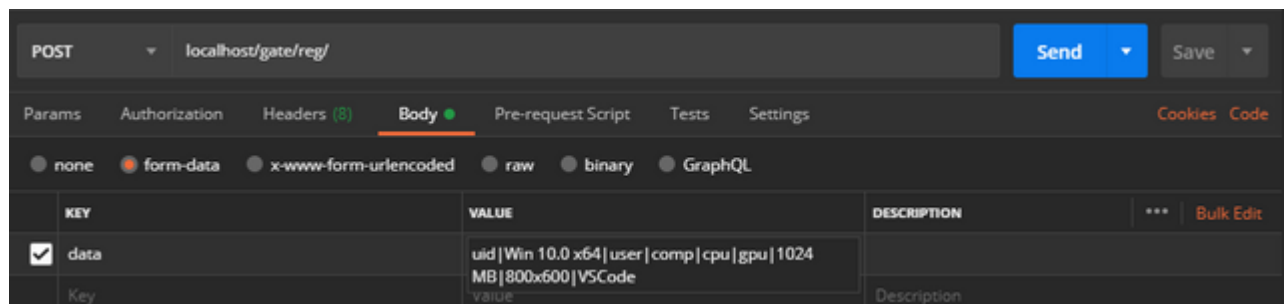 POST localhost/gate/reg/ Send Save
Params Authorization Headers (8) Body Pre-request Script Tests Settings Cookies Code
none form-data x-www-form-urlencoded raw binary GraphQL
KEY VALUE DESCRIPTION ••• Bulk Edit
data uid|Win 10.0 x64|user|comp|cpu|gpu|1024
MB|800x600|VSCode
Key Value Description